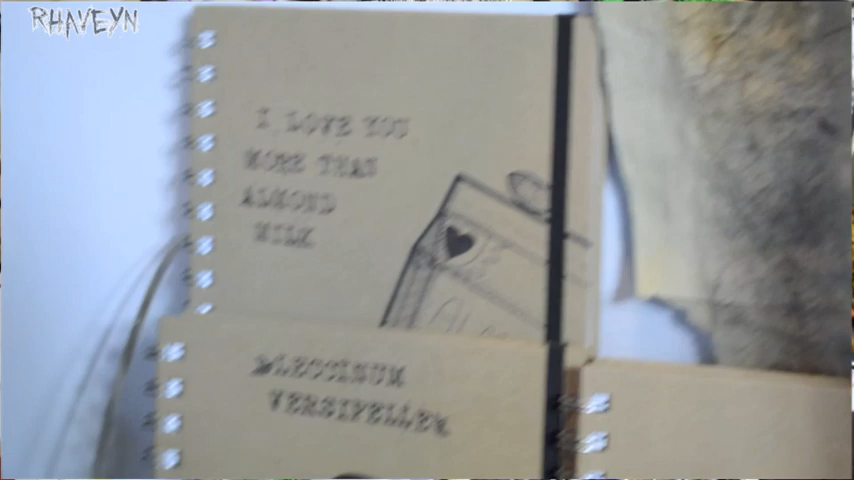 RHAVEYN
I LOVE YOU
MORE THAN
ALMOND
MILK
VERSIPELLEM